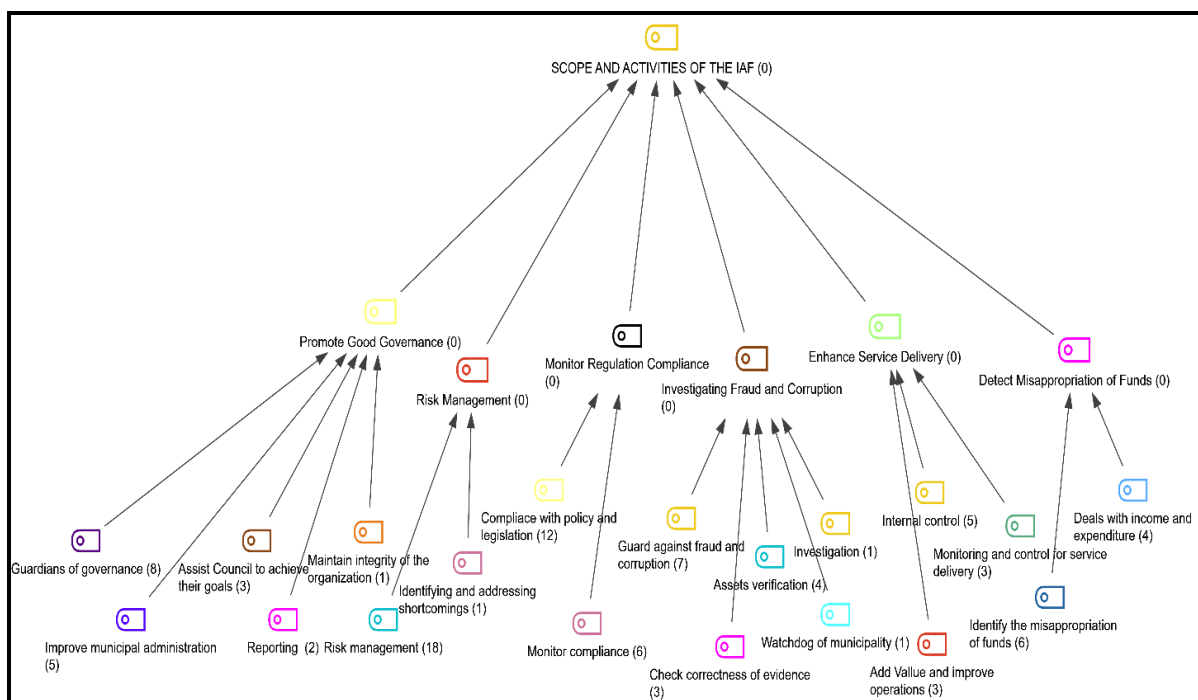 SCOPE AND ACTIVITIES OF THE IAF (0)
Promote Good Governance (0)
Risk Management (0)
Monitor Regulation Compliance
(0)
Investigating Fraud and Corruption
(0)
Enhance Service Delivery (0)
Detect Misappropriation of Funds (0)
Guardians of governance (8)
Improve municipal administration
(5)
Assist Council to achieve
their goals (3)
Reporting (2)
Maintain integrity of the
organization (1)
Risk management (18)
Identifying and addressing
shortcomings (1)
Compliace with policy and
legislation (12)
Monitor compliance (6)
Guard against fraud and
corruption (7)
Check correctness of evidence
(3)
Assets verification (4)
Watchdog of municipality (1)
Investigation (1)
Internal control (5)
Add Vallue and improve
operations (3)
Monitoring and control for service
delivery (3)
Identify the misappropriation
of funds (6)
Deals with income and
expenditure (4)